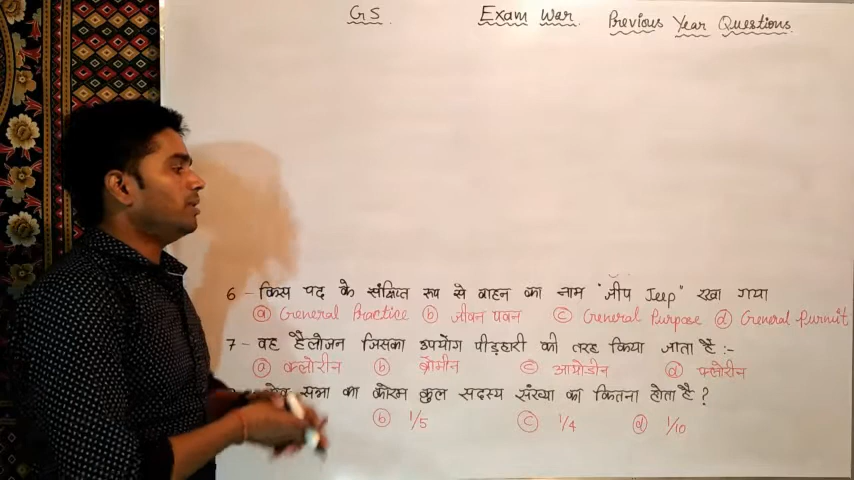 GS. Exam War. Previous Year Questions.
6 - किस पद के संक्षिप्त रूप से वाहन का नाम "जीप Jeep" रखा गया
ⓐ General Practice ⓑ जीवन पवन ⓒ General Purpose ⓓ General Purnuit
7 - वह हैलोजन जिसका उपयोग पीड़हारी की तरह किया जाता है :-
ⓐ क्लोरीन ⓑ ब्रोमीन ⓒ आयोडीन ⓓ फ्लोरीन
सभा का कोरम कुल सदस्य संख्या का कितना होता है ?
ⓑ 1/5 ⓒ 1/4 ⓓ 1/10